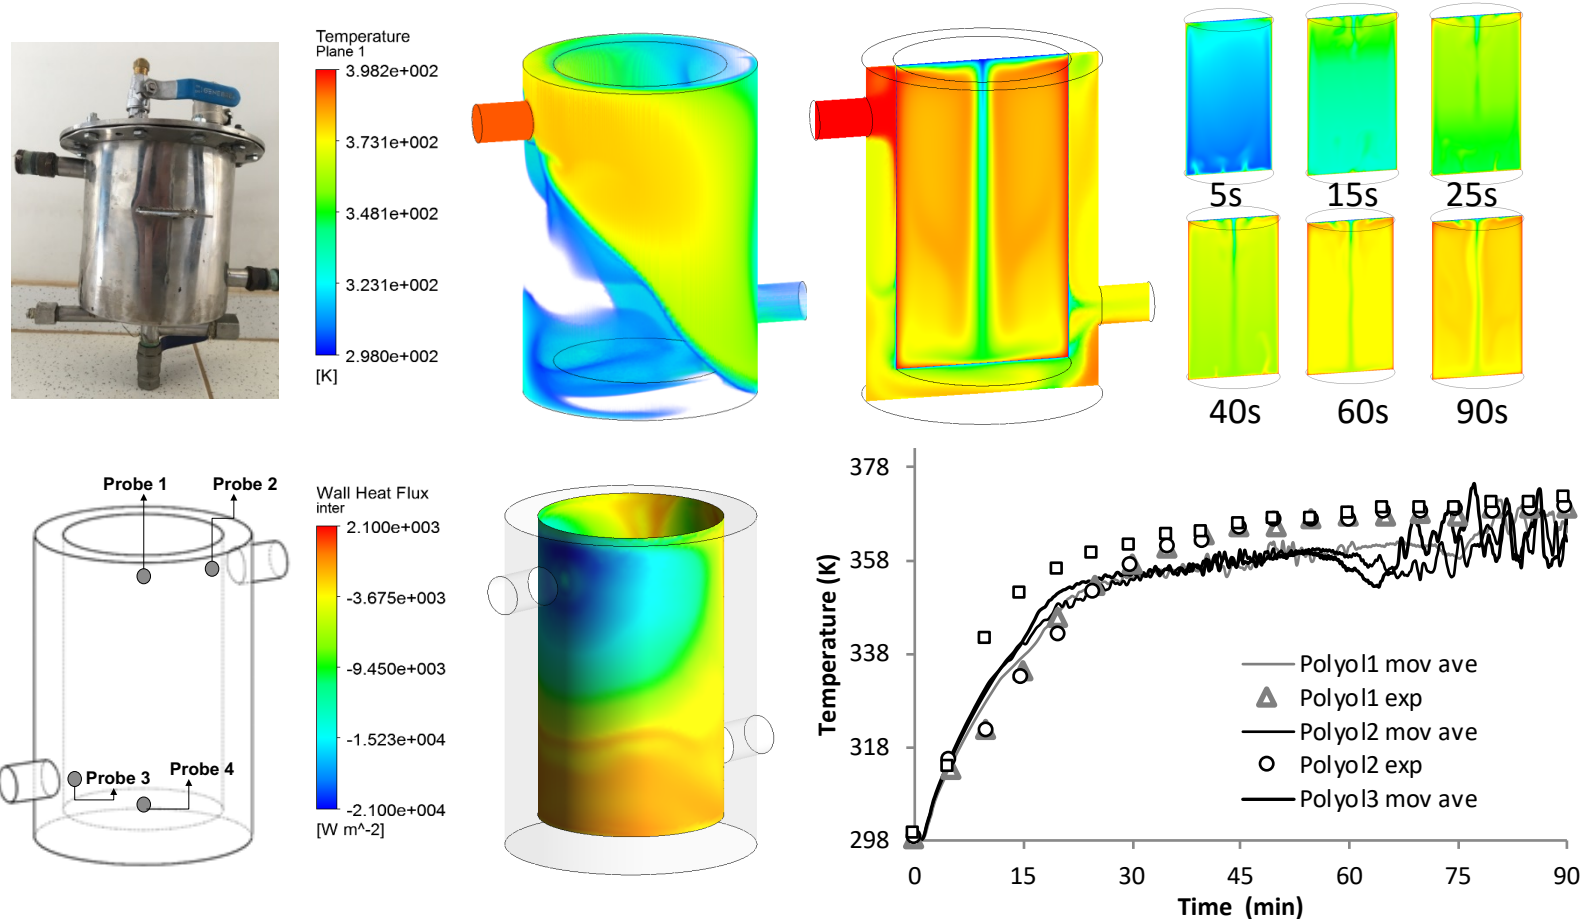 Temperature
Plane 1
3.982e+002
3.731e+002
3.481e+002
3.231e+002
2.980e+002
[K]
5s
15s
25s
40s
60s
90s
Probe 1
Probe 2
Probe 3
Probe 4
Wall Heat Flux
inter
2.100e+003
-3.675e+003
-9.450e+003
-1.523e+004
-2.100e+004
[W m^-2]
Temperature (K)
378
358
338
318
298
0
15
30
45
60
75
90
Time (min)
Polyol1 mov ave
Polyol1 exp
Polyol2 mov ave
Polyol2 exp
Polyol3 mov ave